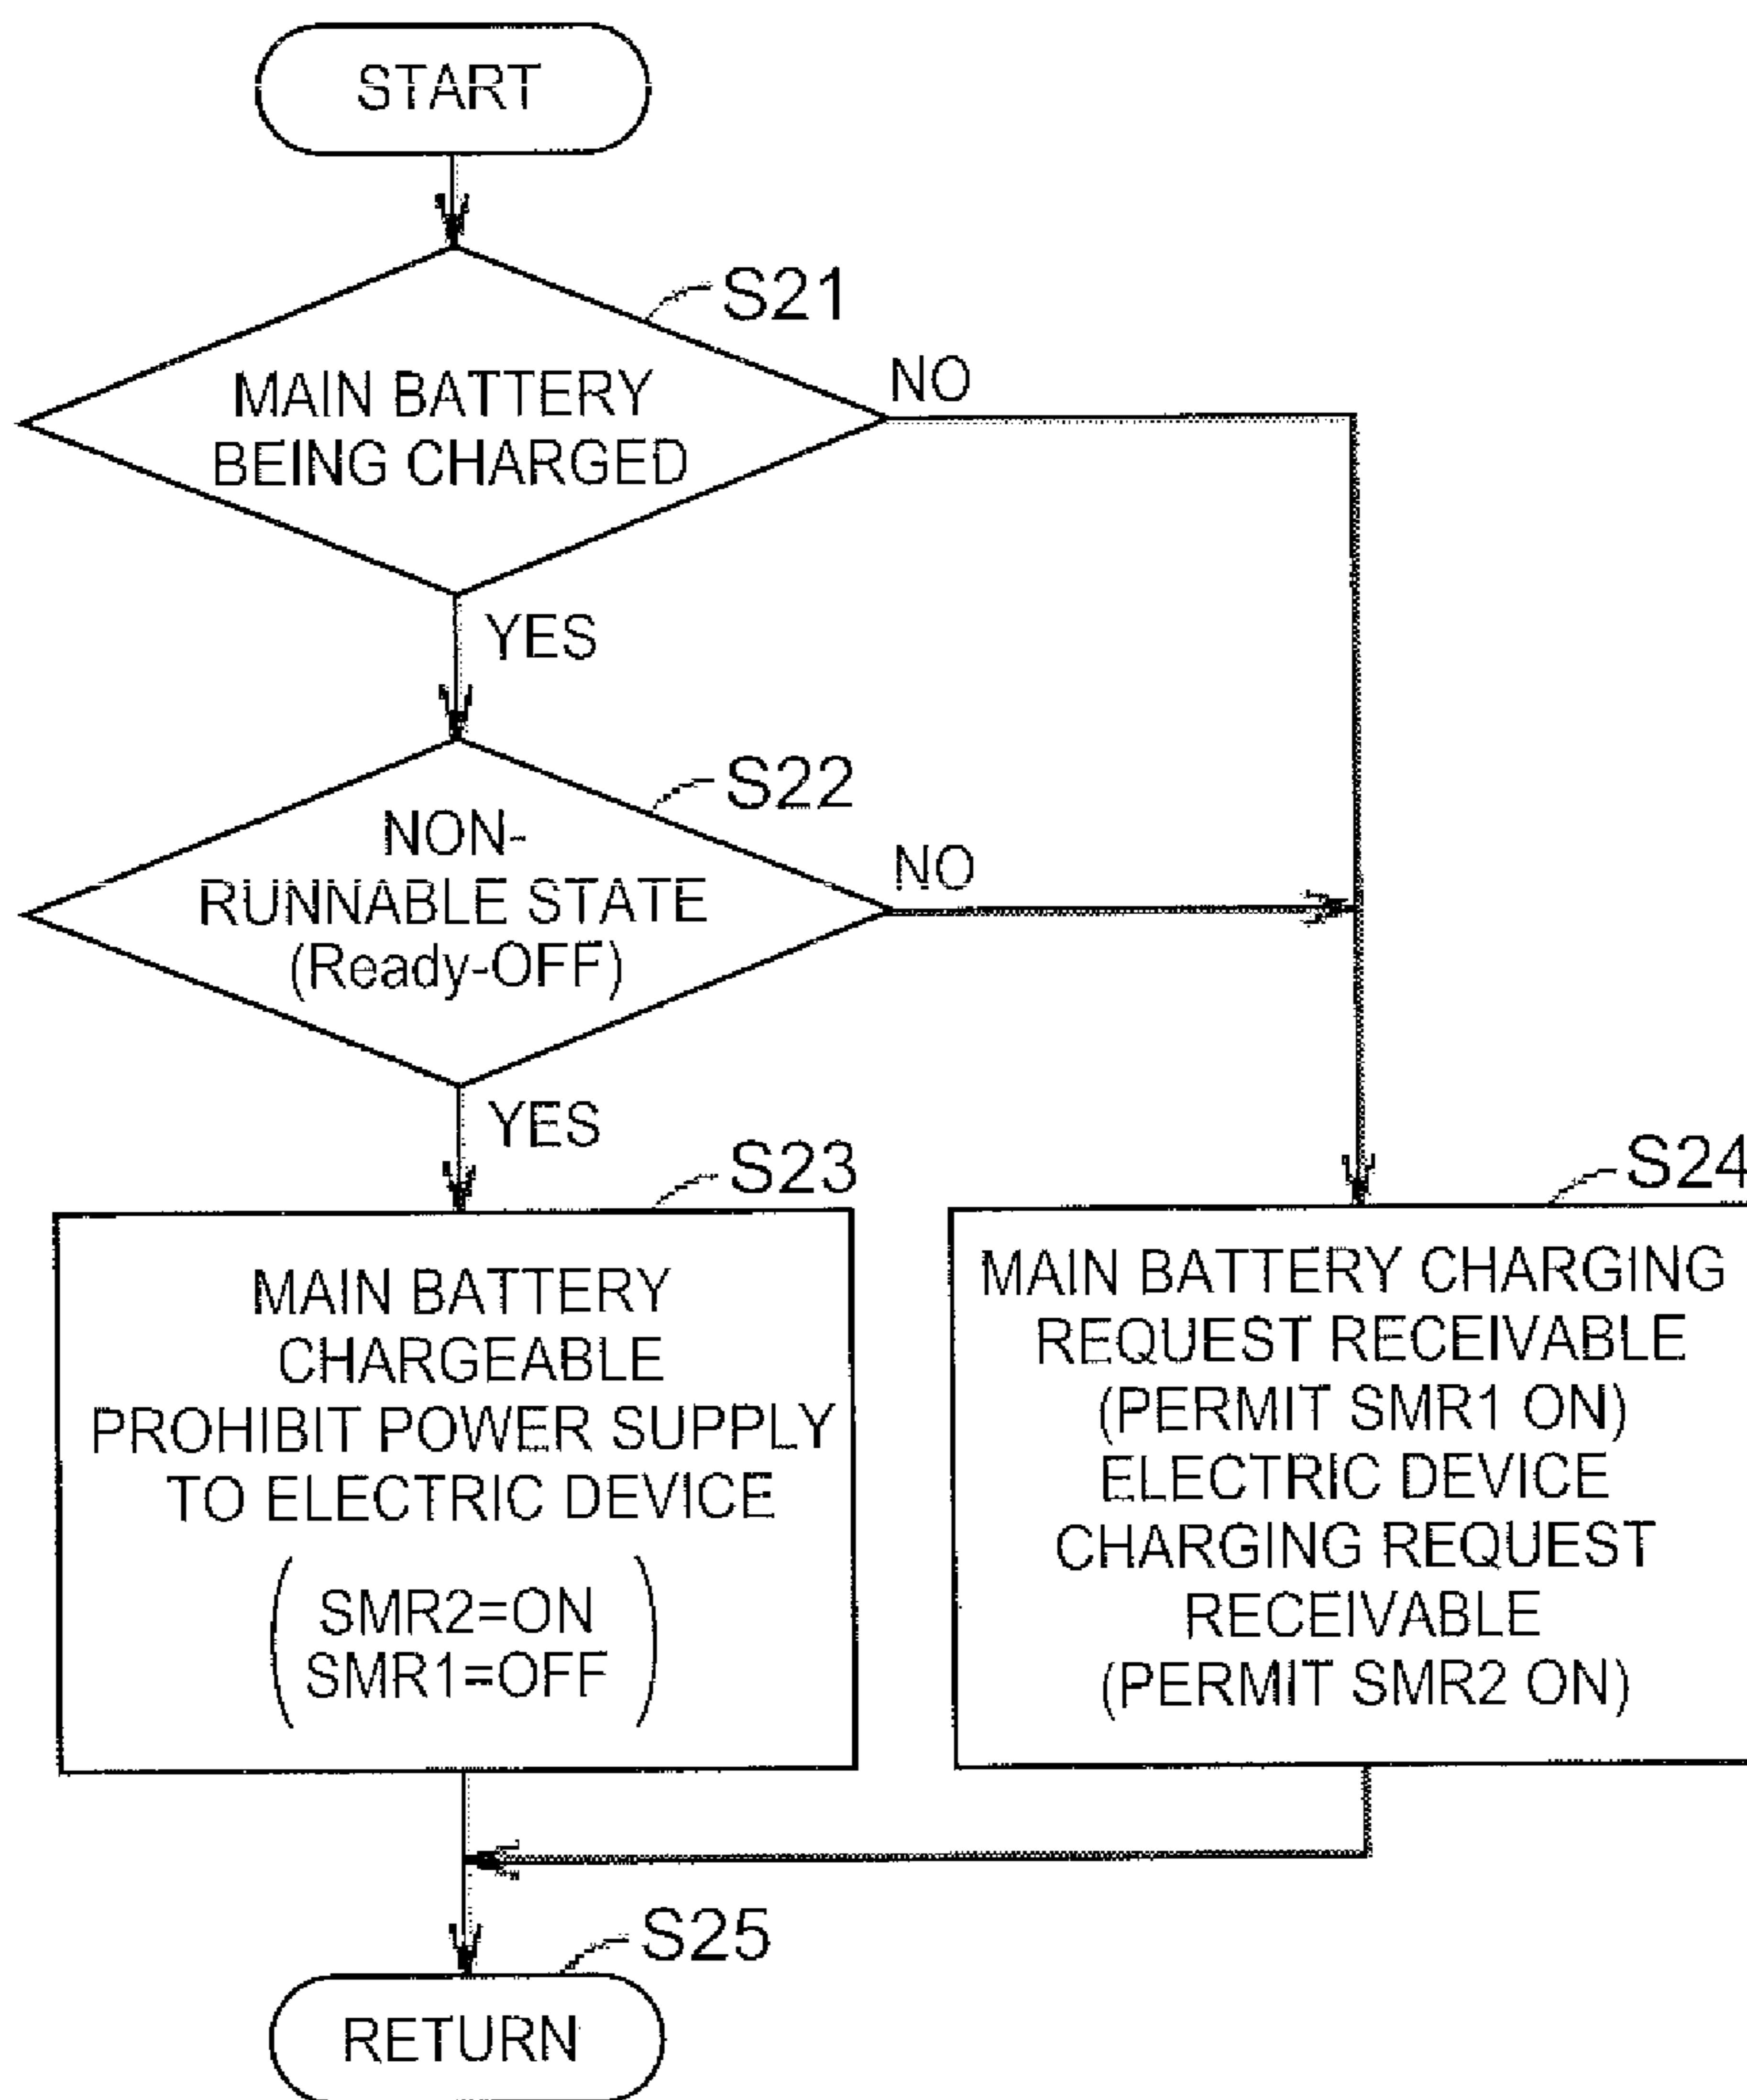 START
S21
MAIN BATTERY
BEING CHARGED
NO
YES
S22
NON-
RUNNABLE STATE
(Ready-OFF)
NO
YES
S23
MAIN BATTERY
CHARGEABLE
PROHIBIT POWER SUPPLY
TO ELECTRIC DEVICE
(SMR2=ON
SMR1=OFF)
S24
MAIN BATTERY CHARGING
REQUEST RECEIVABLE
(PERMIT SMR1 ON)
ELECTRIC DEVICE
CHARGING REQUEST
RECEIVABLE
(PERMIT SMR2 ON)
S25
RETURN